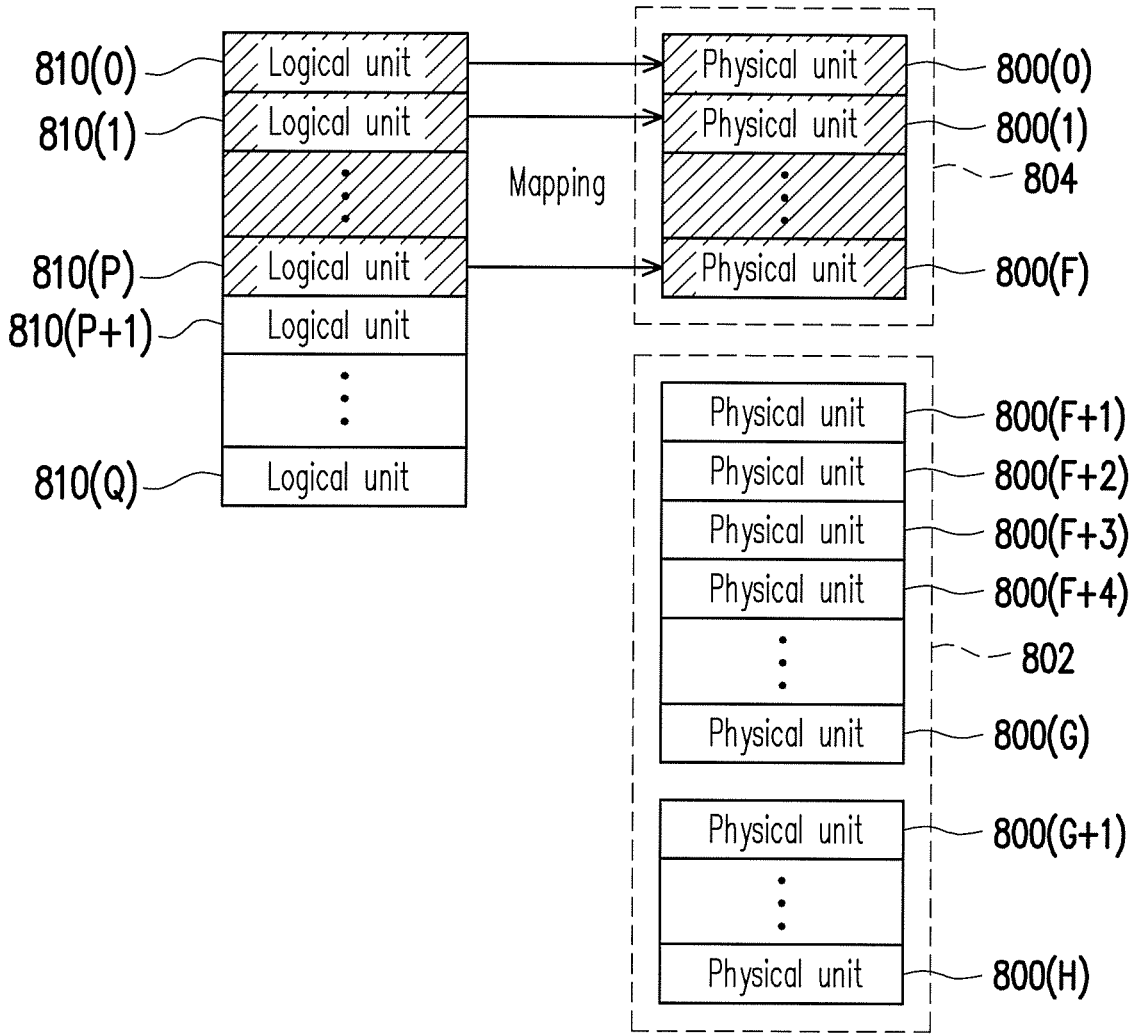 810(0) Logical unit Physical unit 800(0)
810(1) Logical unit Physical unit 800(1)
Mapping 804
810(P) Logical unit Physical unit 800(F)
810(P+1) Logical unit
Physical unit 800(F+1)
810(Q) Logical unit Physical unit 800(F+2)
Physical unit 800(F+3)
Physical unit 800(F+4)
802
Physical unit 800(G)
Physical unit 800(G+1)
Physical unit 800(H)